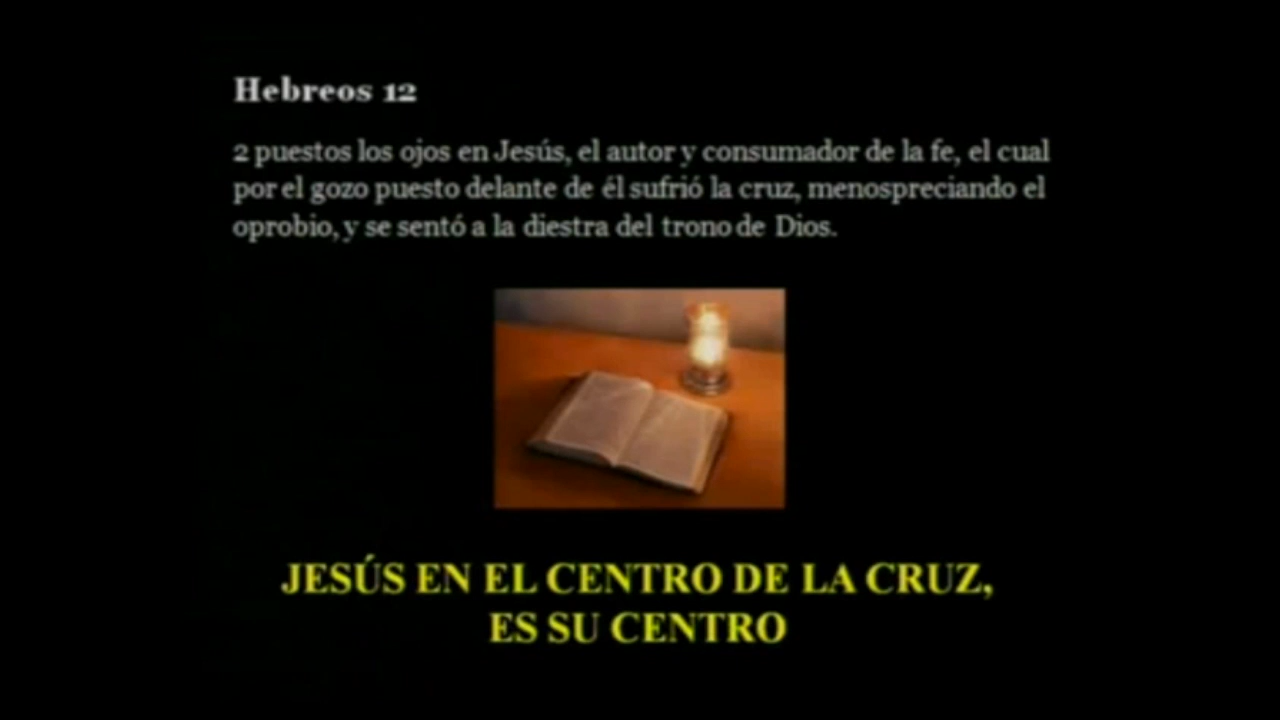 Hebreos 12
2 puestos los ojos en Jesús, el autor y consumador de la fe, el cual
por el gozo puesto delante de él sufrió la cruz, menospreciando el
oprobio, y se sentó a la diestra del trono de Dios.
JESÚS EN EL CENTRO DE LA CRUZ,
ES SU CENTRO